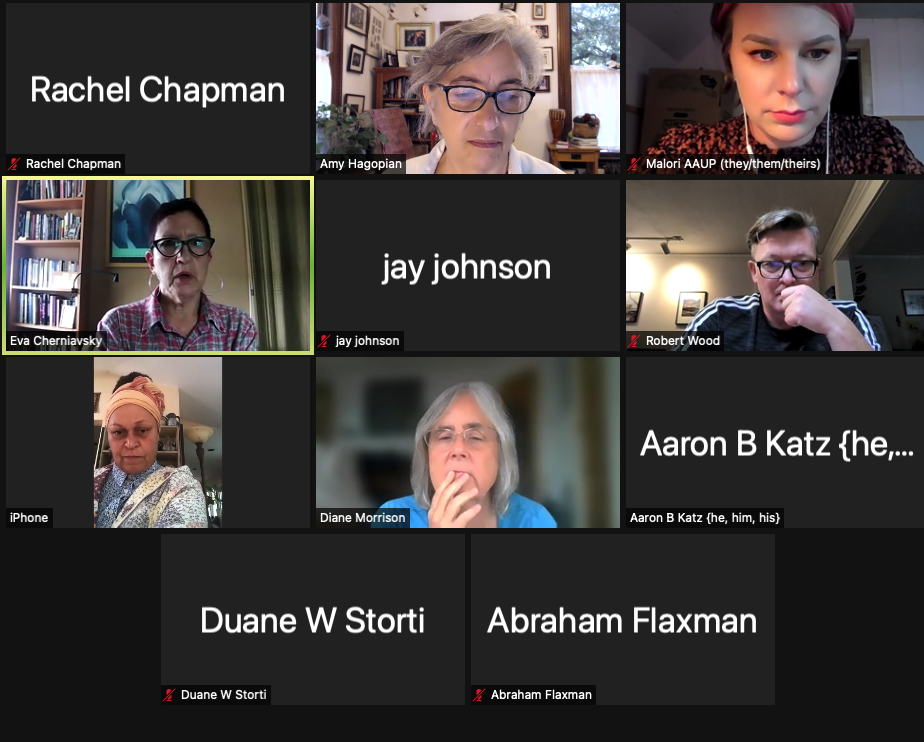 Rachel Chapman
Rachel Chapman
Amy Hagopian
Malori AAUP (they/them/theirs)
Eva Cherniavsky
jay johnson
jay johnson
Robert Wood
iPhone
Diane Morrison
Aaron B Katz {he,...
Aaron B Katz {he, him, his}
Duane W Storti
Duane W Storti
Abraham Flaxman
Abraham Flaxman